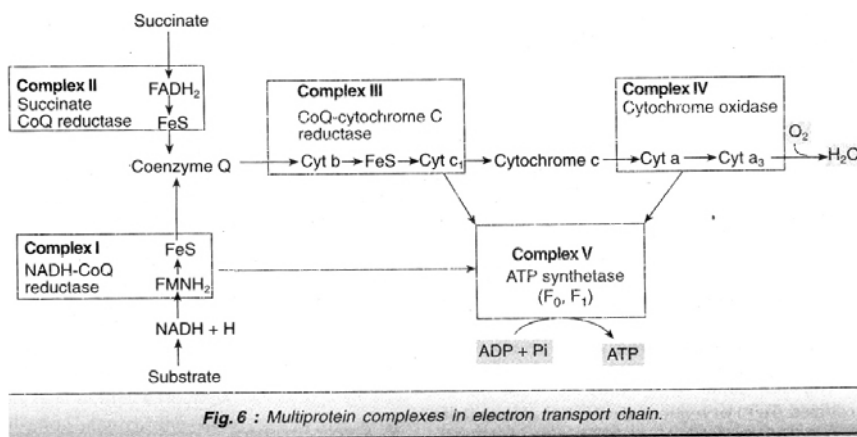 Succinate
Complex II
Succinate
CoQ reductase
FADH₂
FeS
Coenzyme Q
Complex III
CoQ-cytochrome C
reductase
Cyt b
FeS
Cyt c₁
Cytochrome c
Complex IV
Cytochrome oxidase
Cyt a
Cyt a₃
O₂
H₂O
Complex I
NADH-CoQ
reductase
FeS
FMNH₂
NADH + H
Substrate
Complex V
ATP synthetase
(F₀, F₁)
ADP + Pi
ATP
Fig. 6 : Multiprotein complexes in electron transport chain.